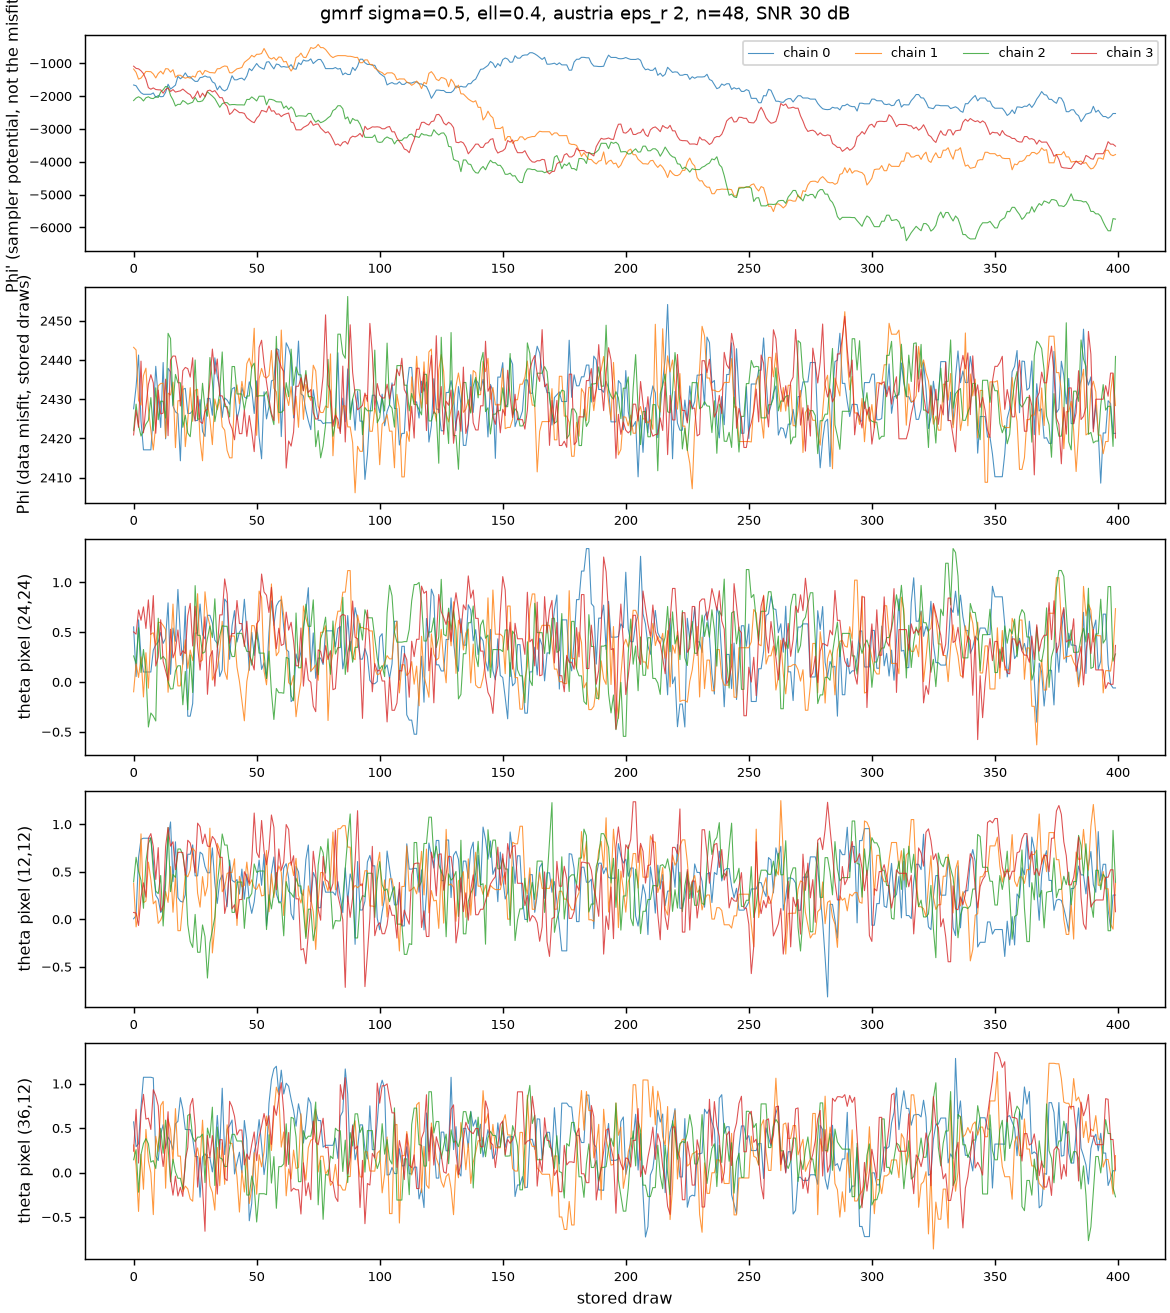 gmrf sigma=0.5, ell=0.4, austria eps_r 2, n=48, SNR 30 dB
Phi' (sampler potential, not the misfit
chain 0 chain 1 chain 2 chain 3
−1000
−2000
−3000
−4000
−5000
−6000
0 50 100 150 200 250 300 350 400
Phi (data misfit, stored draws)
2450
2440
2430
2420
2410
0 50 100 150 200 250 300 350 400
theta pixel (24,24)
1.0
0.5
0.0
−0.5
0 50 100 150 200 250 300 350 400
theta pixel (12,12)
1.0
0.5
0.0
−0.5
0 50 100 150 200 250 300 350 400
theta pixel (36,12)
1.0
0.5
0.0
−0.5
0 50 100 150 200 250 300 350 400
stored draw